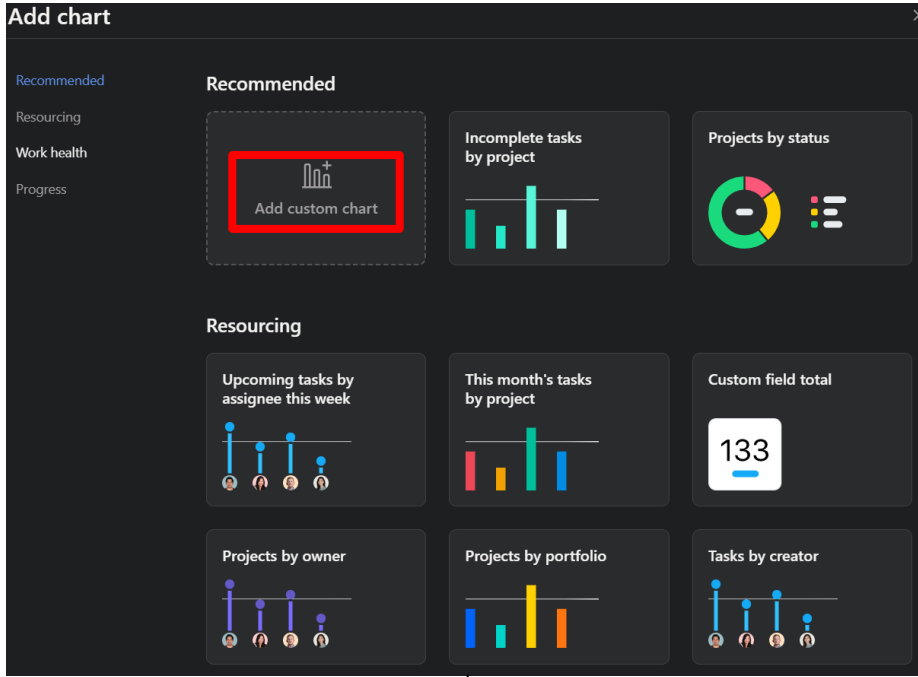 Add chart
Recommended
Resourcing
Work health
Progress
Recommended
Add custom chart
Incomplete tasks
by project
Projects by status
Resourcing
Upcoming tasks by
assignee this week
This month's tasks
by project
Custom field total
133
Projects by owner
Projects by portfolio
Tasks by creator